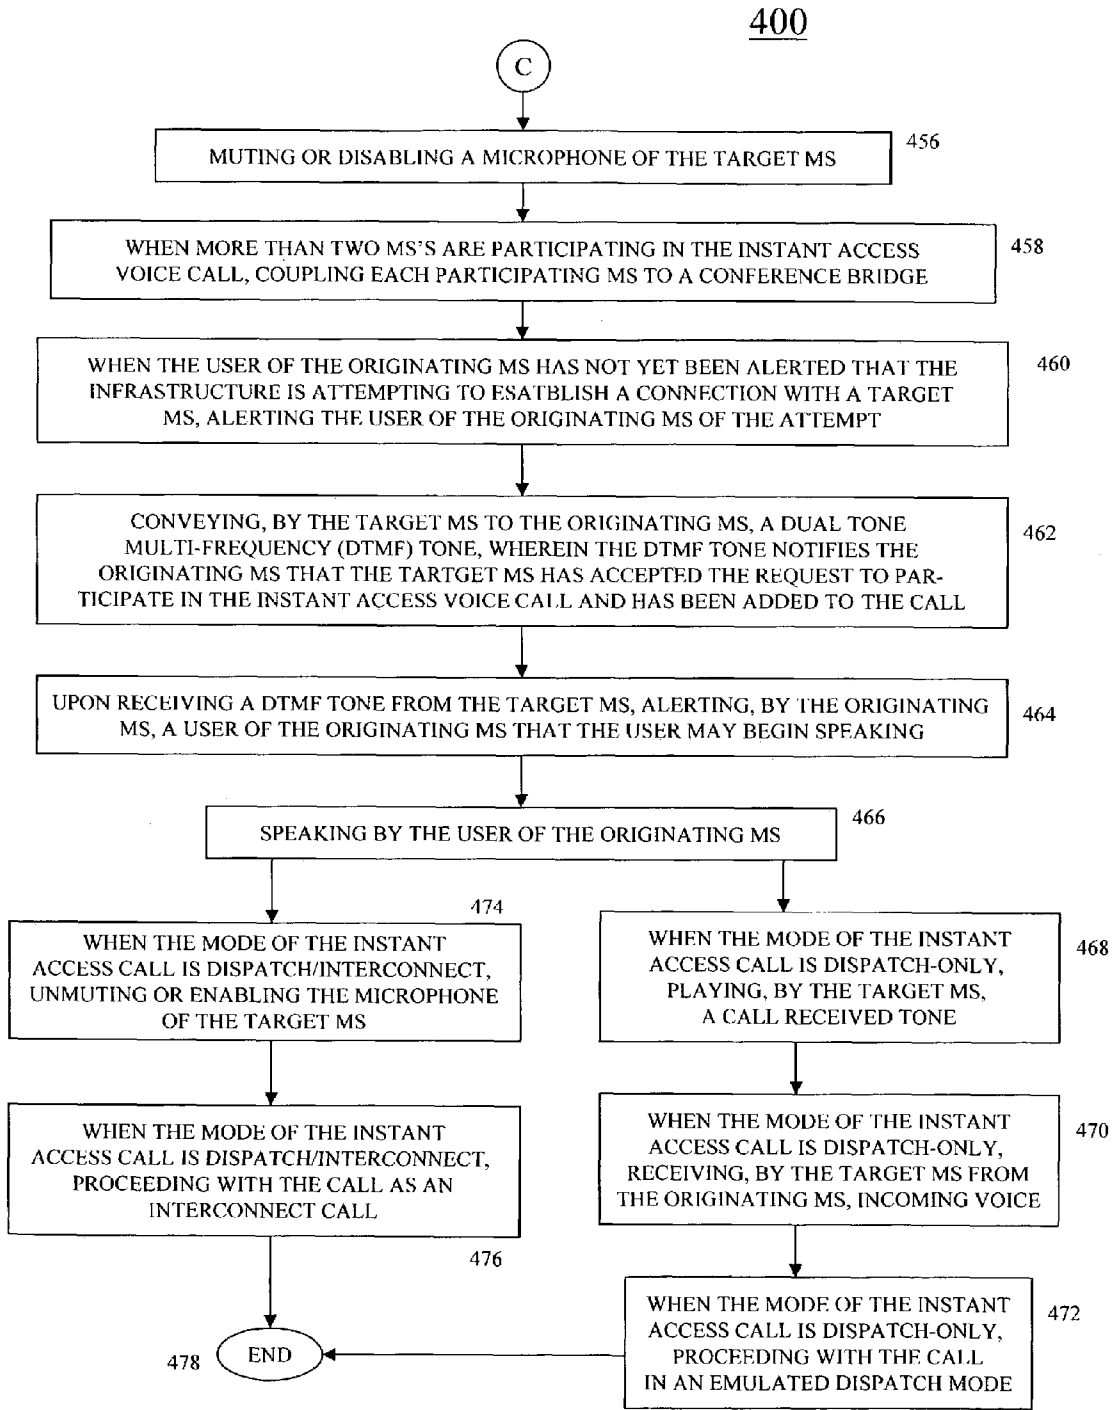 400
C
MUTING OR DISABLING A MICROPHONE OF THE TARGET MS
456
WHEN MORE THAN TWO MS'S ARE PARTICIPATING IN THE INSTANT ACCESS
VOICE CALL, COUPLING EACH PARTICIPATING MS TO A CONFERENCE BRIDGE
458
WHEN THE USER OF THE ORIGINATING MS HAS NOT YET BEEN ALERTED THAT THE
INFRASTRUCTURE IS ATTEMPTING TO ESATBLISH A CONNECTION WITH A TARGET
MS, ALERTING THE USER OF THE ORIGINATING MS OF THE ATTEMPT
460
CONVEYING, BY THE TARGET MS TO THE ORIGINATING MS, A DUAL TONE
MULTI-FREQUENCY (DTMF) TONE, WHEREIN THE DTMF TONE NOTIFIES THE
ORIGINATING MS THAT THE TARTGET MS HAS ACCEPTED THE REQUEST TO PAR-
TICIPATE IN THE INSTANT ACCESS VOICE CALL AND HAS BEEN ADDED TO THE CALL
462
UPON RECEIVING A DTMF TONE FROM THE TARGET MS, ALERTING, BY THE ORIGINATING
MS, A USER OF THE ORIGINATING MS THAT THE USER MAY BEGIN SPEAKING
464
SPEAKING BY THE USER OF THE ORIGINATING MS
466
474
WHEN THE MODE OF THE INSTANT
ACCESS CALL IS DISPATCH/INTERCONNECT,
UNMUTING OR ENABLING THE MICROPHONE
OF THE TARGET MS
WHEN THE MODE OF THE INSTANT
ACCESS CALL IS DISPATCH-ONLY,
PLAYING, BY THE TARGET MS,
A CALL RECEIVED TONE
468
WHEN THE MODE OF THE INSTANT
ACCESS CALL IS DISPATCH/INTERCONNECT,
PROCEEDING WITH THE CALL AS AN
INTERCONNECT CALL
476
WHEN THE MODE OF THE INSTANT
ACCESS CALL IS DISPATCH-ONLY,
RECEIVING, BY THE TARGET MS FROM
THE ORIGINATING MS, INCOMING VOICE
470
WHEN THE MODE OF THE INSTANT
ACCESS CALL IS DISPATCH-ONLY,
PROCEEDING WITH THE CALL
IN AN EMULATED DISPATCH MODE
472
END
478